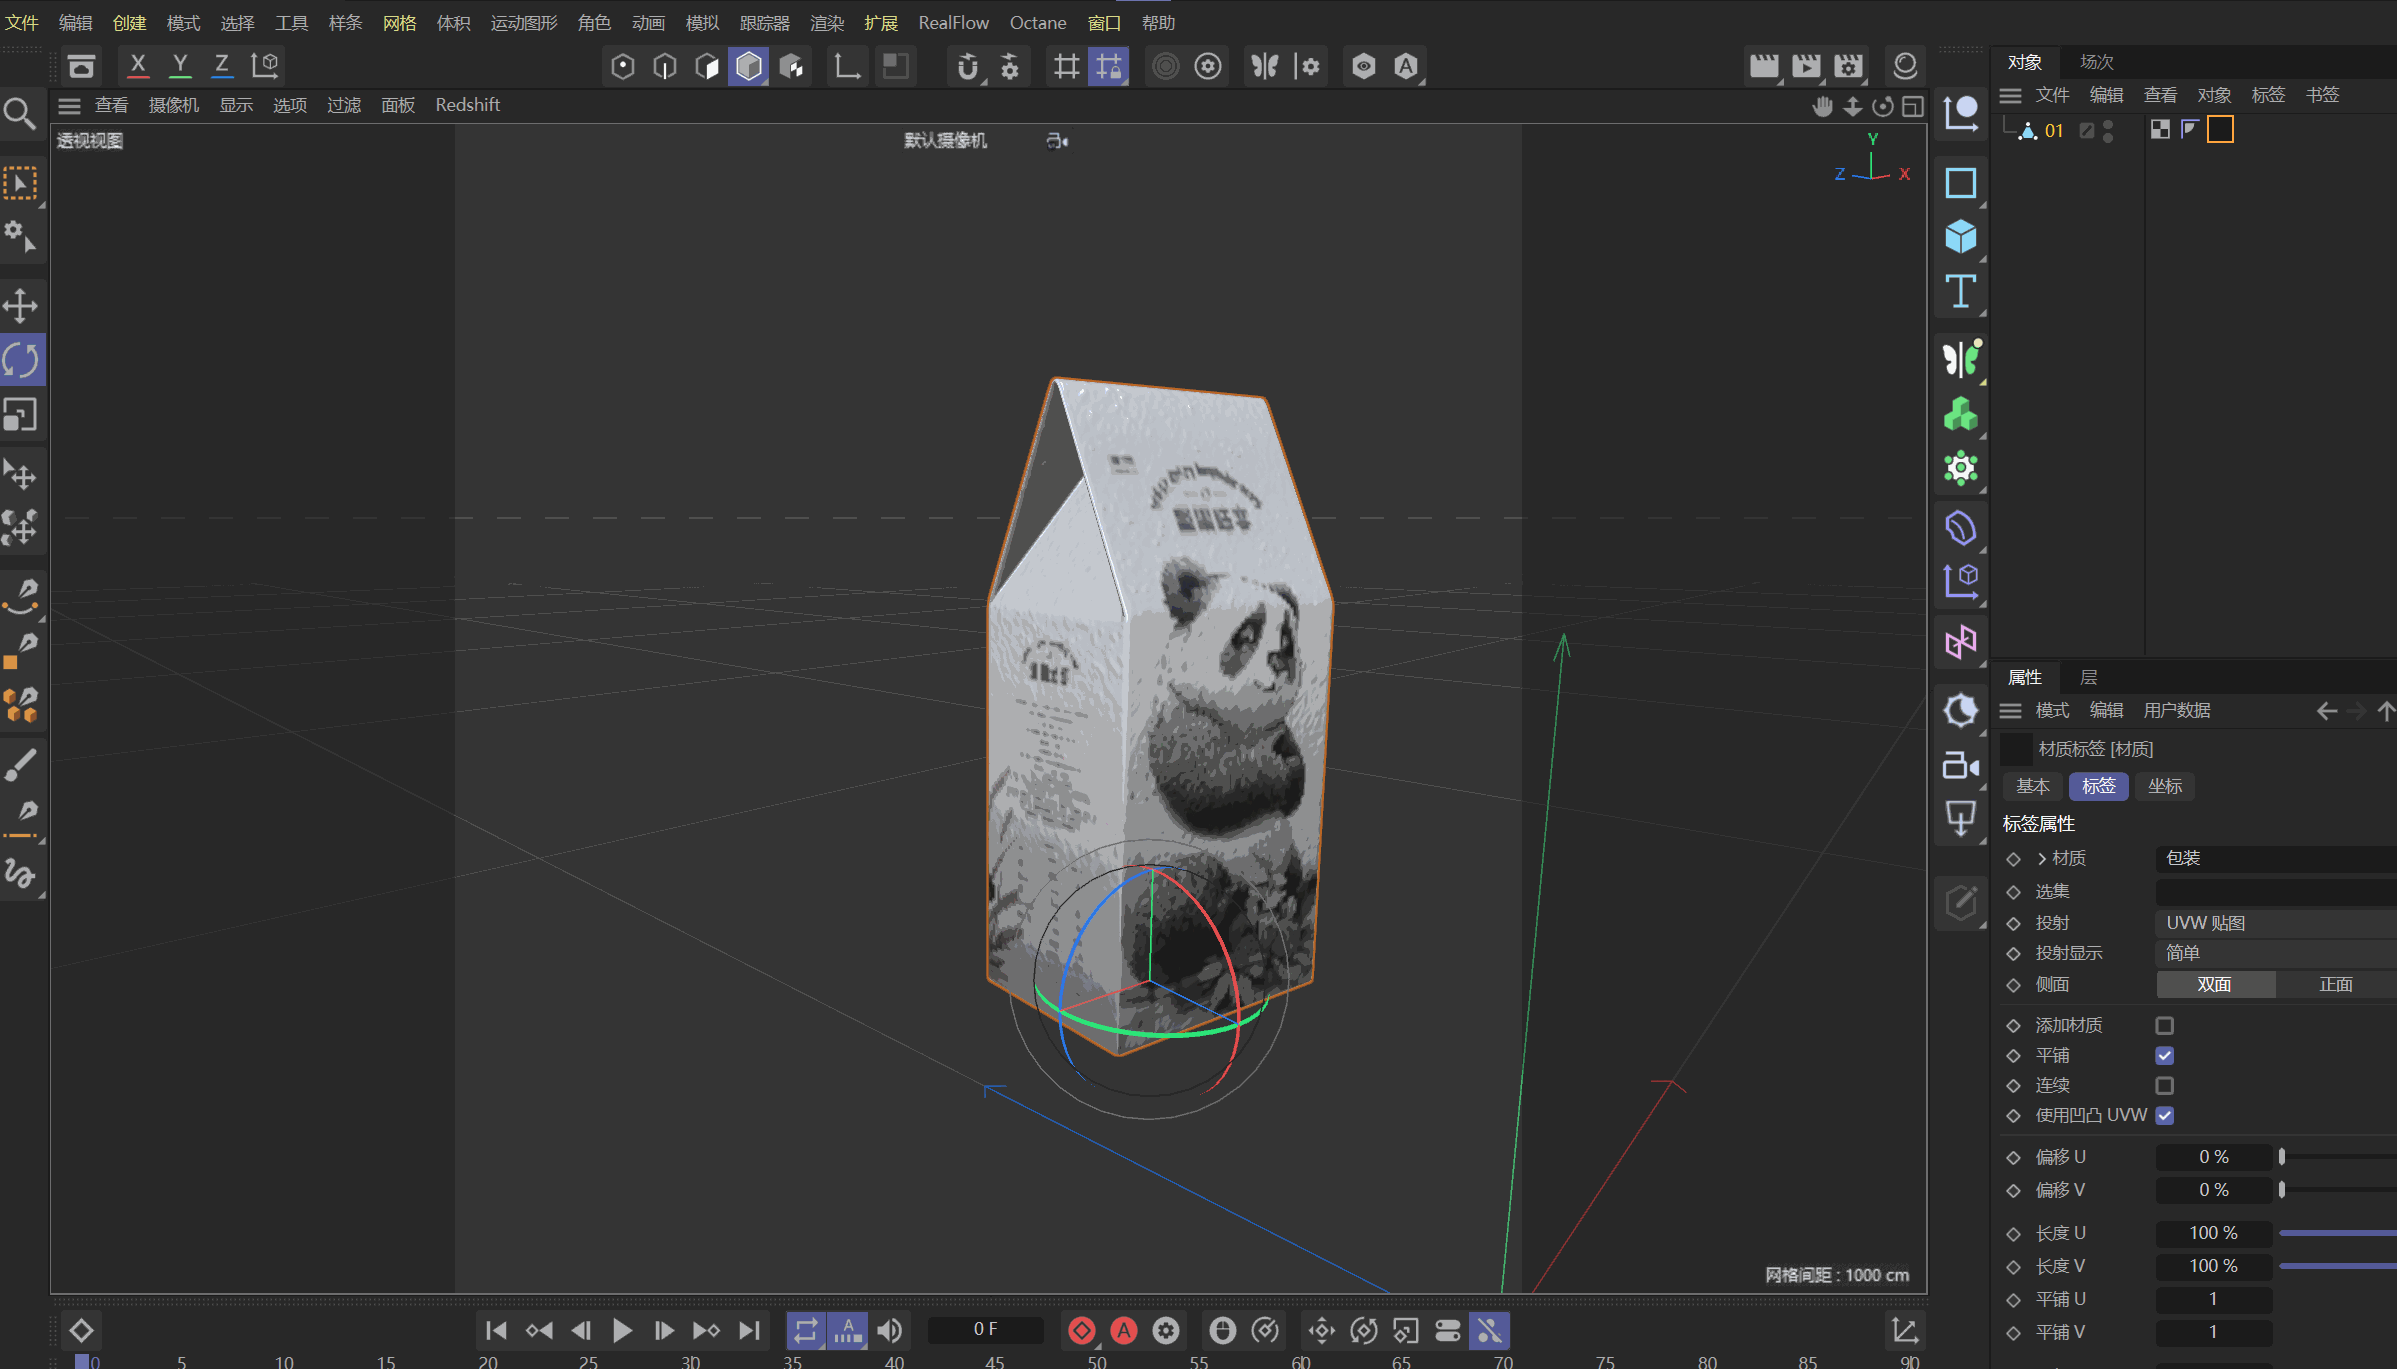 文件 编辑 创建 模式 选择 工具 样条 网格 体积 运动图形 角色 动画 模拟 跟踪器 渲染 扩展 RealFlow Octane 窗口 帮助
X Y Z
A
对象 场次
查看 摄像机 显示 选项 过滤 面板 Redshift
文件 编辑 查看 对象 标签 书签
透视视图 默认摄像机
01
Y
Z X
T
属性 层
模式 编辑 用户数据
材质标签 [材质]
基本 标签 坐标
标签属性
材质 包装
选集
投射 UVW 贴图
投射显示 简单
侧面 双面 正面
添加材质
平铺
连续
使用凹凸 UVW
偏移 U 0 %
偏移 V 0 %
长度 U 100 %
长度 V 100 %
平铺 U 1
平铺 V 1
网格间距 : 1000 cm
A 0 F A
0 5 10 15 20 25 30 35 40 45 50 55 60 65 70 75 80 85 90